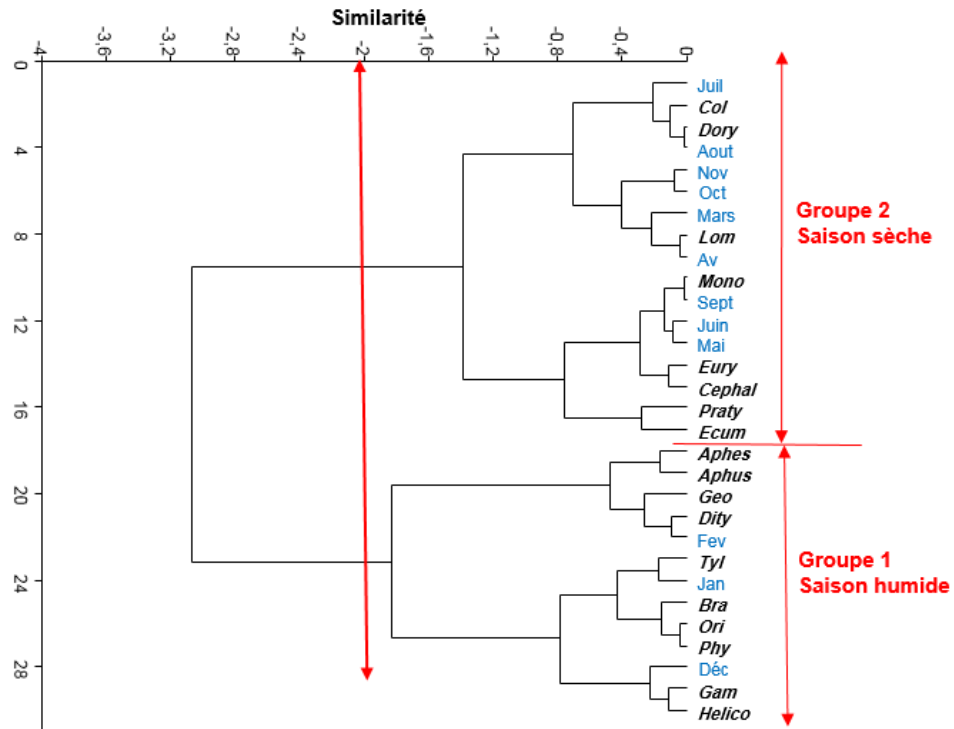 Similarité
-4
-3,6
-3,2
-2,8
-2,4
-2
-1,6
-1,2
-0,8
-0,4
0
0
4
8
12
16
20
24
28
Juil
Col
Dory
Aout
Nov
Oct
Mars
Lom
Av
Mono
Sept
Juin
Mai
Eury
Cephal
Praty
Ecum
Aphes
Aphus
Geo
Dity
Fev
Tyl
Jan
Bra
Ori
Phy
Déc
Gam
Helico
Groupe 2
Saison sèche
Groupe 1
Saison humide